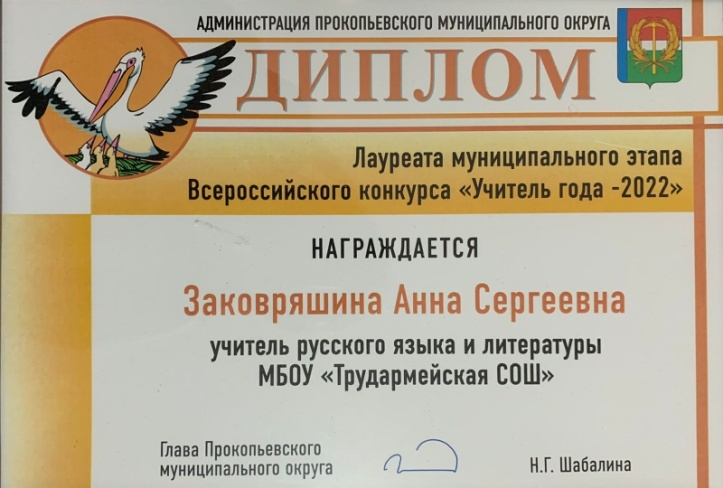 АДМИНИСТРАЦИЯ ПРОКОПЬЕВСКОГО МУНИЦИПАЛЬНОГО ОКРУГА
ДИПЛОМ
Лауреата муниципального этапа
Всероссийского конкурса «Учитель года -2022»
НАГРАЖДАЕТСЯ
Заковряшина Анна Сергеевна
учитель русского языка и литературы
МБОУ «Трудармейская СОШ»
Глава Прокопьевского
муниципального округа
Н.Г. Шабалина